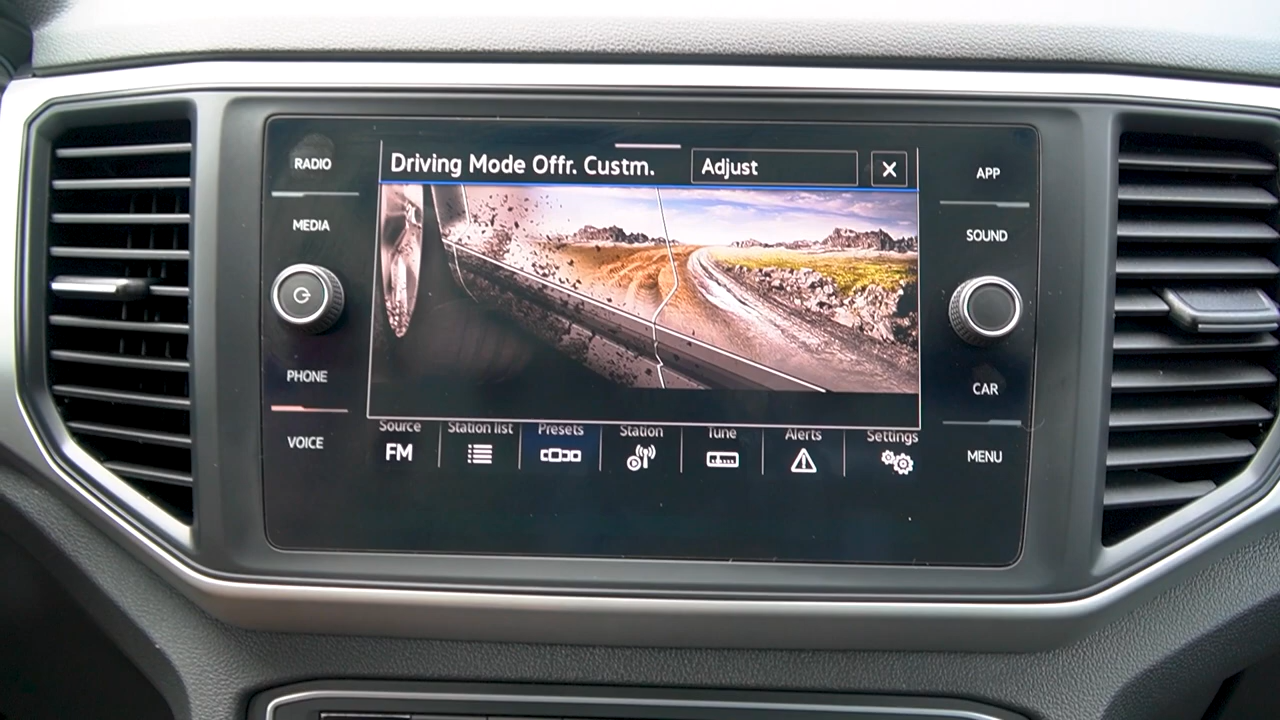 RADIO
MEDIA
PHONE
VOICE
Driving Mode Offr. Custm.
Adjust
APP
SOUND
CAR
MENU
Source
Station list
Presets
Station
Tune
Alerts
Settings
FM